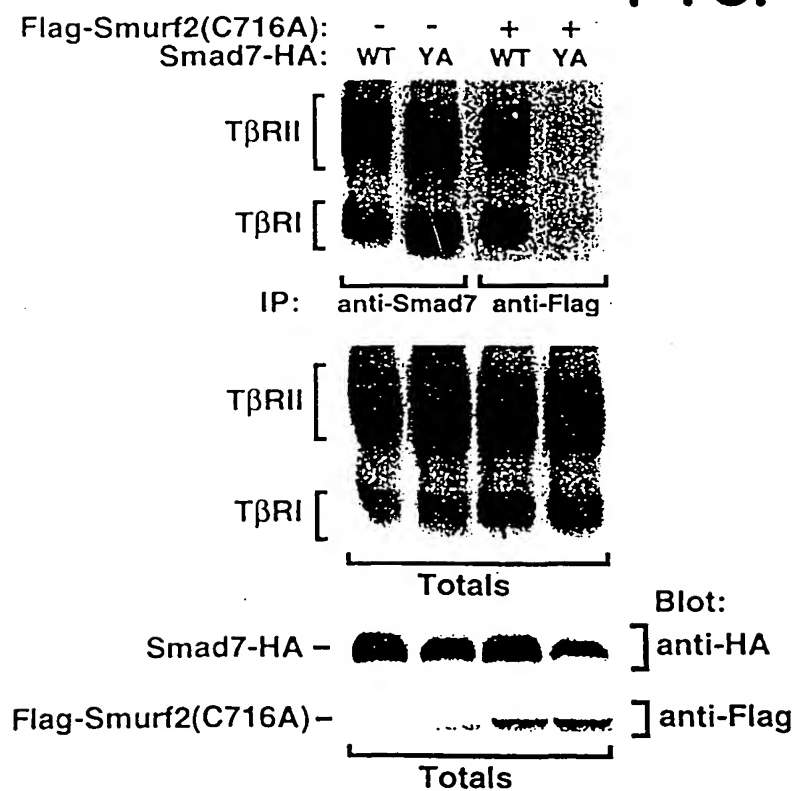 Flag-Smurf2(C716A): - - + +
Smad7-HA: WT YA WT YA
TβRII
TβRI
IP: anti-Smad7 anti-Flag
TβRII
TβRI
Totals
Blot:
Smad7-HA – anti-HA
Flag-Smurf2(C716A) – anti-Flag
Totals